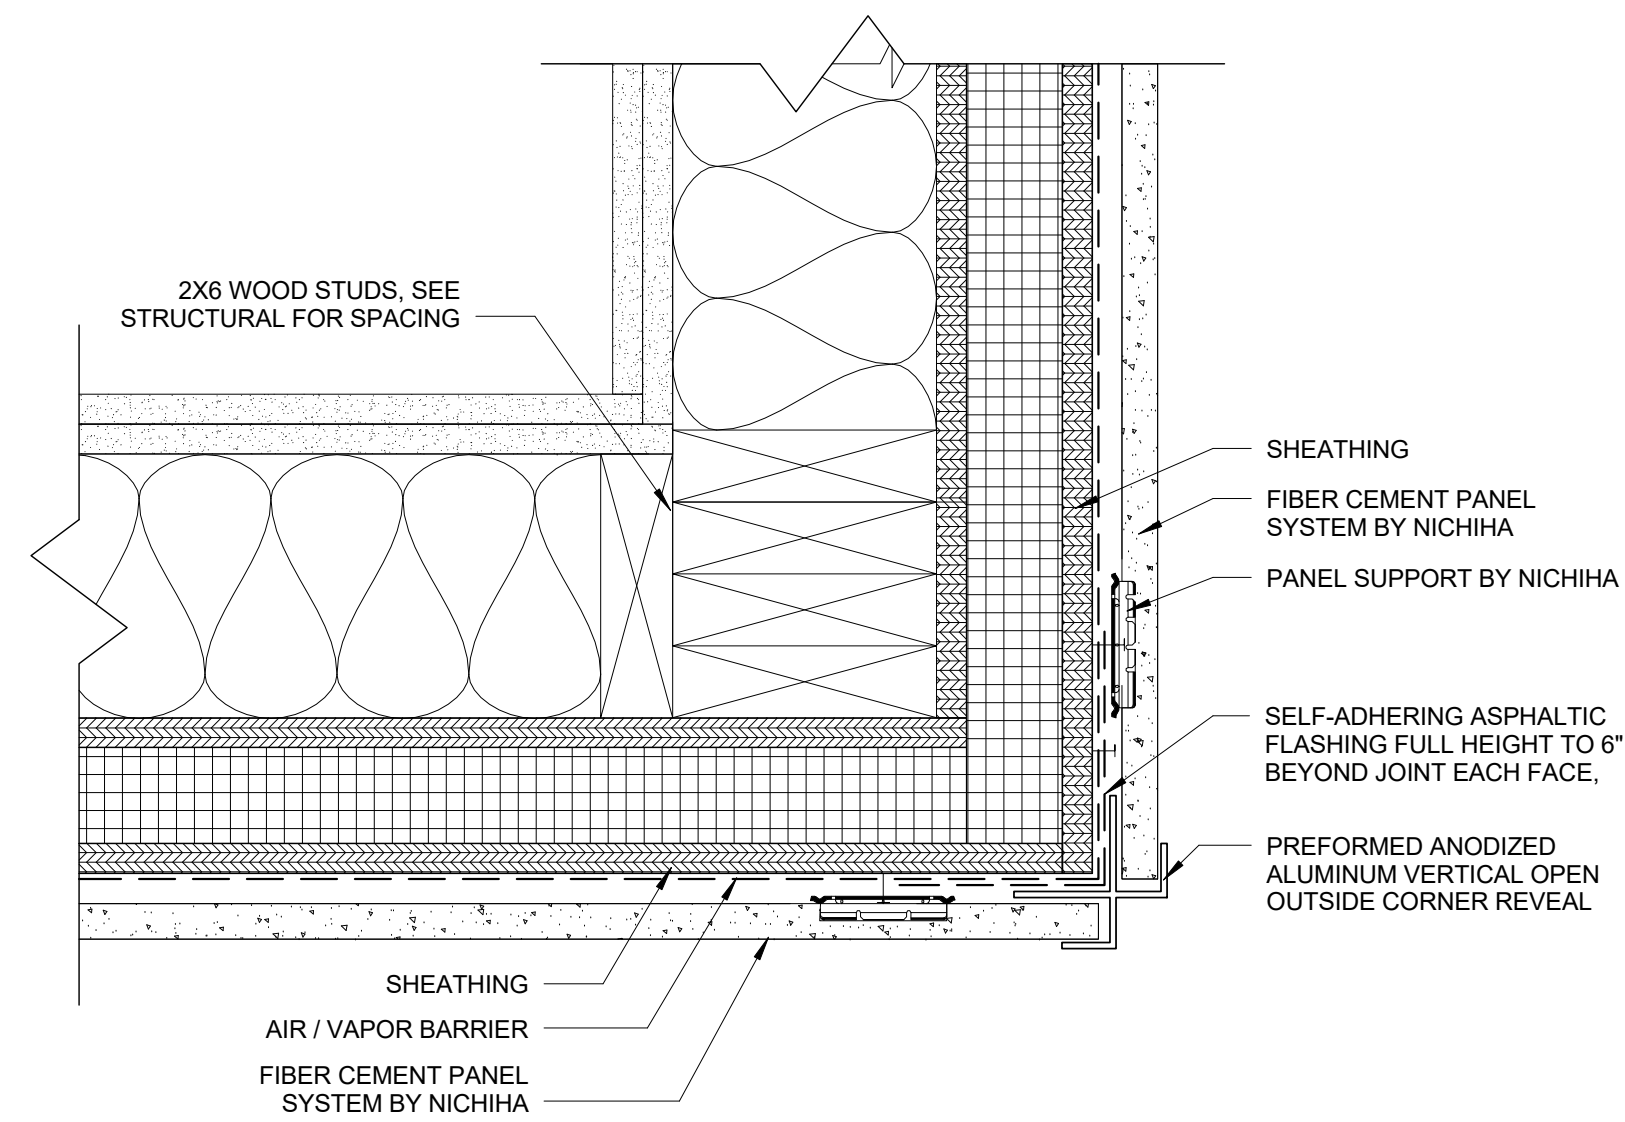 2X6 WOOD STUDS, SEE
STRUCTURAL FOR SPACING
SHEATHING
FIBER CEMENT PANEL
SYSTEM BY NICHIHA
PANEL SUPPORT BY NICHIHA
SELF-ADHERING ASPHALTIC
FLASHING FULL HEIGHT TO 6"
BEYOND JOINT EACH FACE,
PREFORMED ANODIZED
ALUMINUM VERTICAL OPEN
OUTSIDE CORNER REVEAL
SHEATHING
AIR / VAPOR BARRIER
FIBER CEMENT PANEL
SYSTEM BY NICHIHA